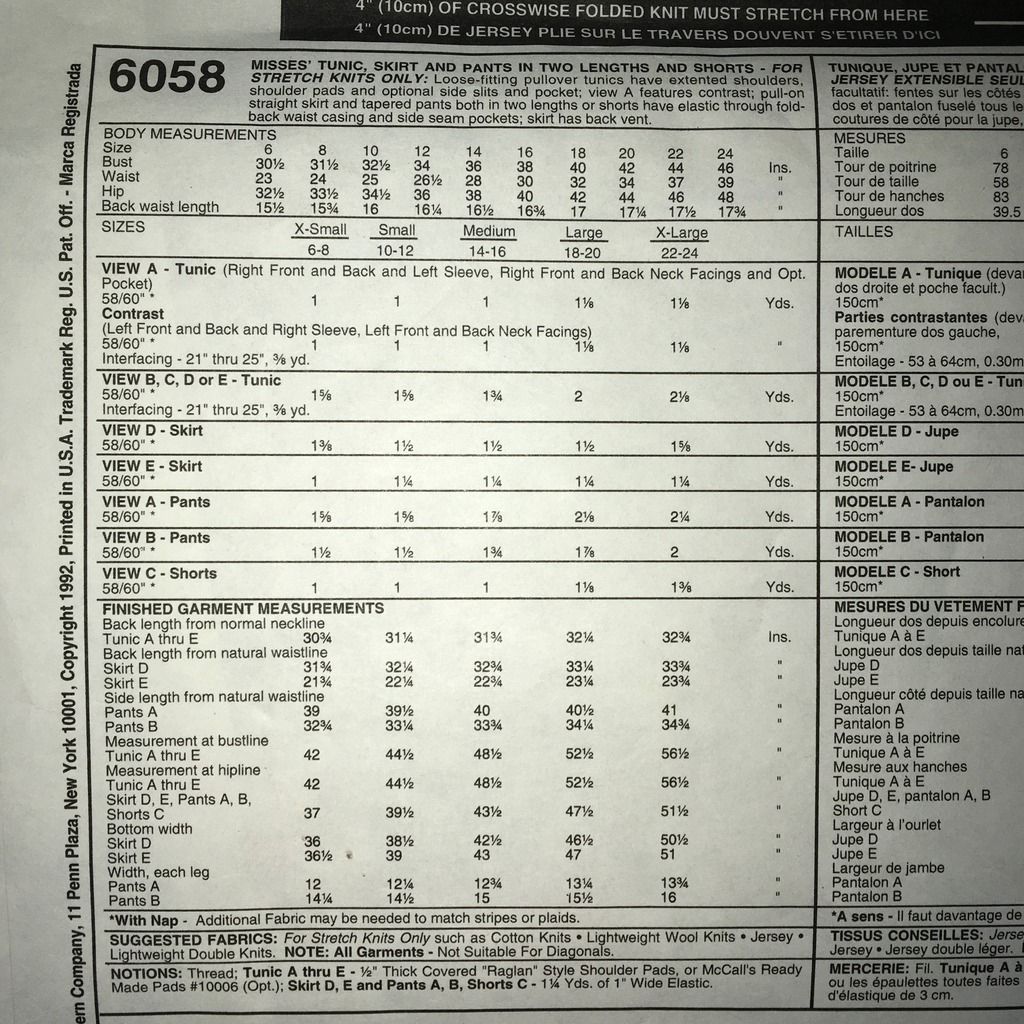 4" (10cm) OF CROSSWISE FOLDED KNIT MUST STRETCH FROM HERE
4" (10cm) DE JERSEY PLIE SUR LE TRAVERS DOUVENT S'ETIRER D'ICI
6058
MISSES' TUNIC, SKIRT AND PANTS IN TWO LENGTHS AND SHORTS - FOR
STRETCH KNITS ONLY: Loose-fitting pullover tunics have extented shoulders,
shoulder pads and optional side slits and pocket; view A features contrast; pull-on
straight skirt and tapered pants both in two lengths or shorts have elastic through fold-
back waist casing and side seam pockets; skirt has back vent.
BODY MEASUREMENTS
Size 6 8 10 12 14 16 18 20 22 24
Bust 30½ 31½ 32½ 34 36 38 40 42 44 46 Ins.
Waist 23 24 25 26½ 28 30 32 34 37 39 "
Hip 32½ 33½ 34½ 36 38 40 42 44 46 48 "
Back waist length 15½ 15¾ 16 16¼ 16½ 16¾ 17 17¼ 17½ 17¾ "
SIZES X-Small Small Medium Large X-Large
6-8 10-12 14-16 18-20 22-24
VIEW A - Tunic (Right Front and Back and Left Sleeve, Right Front and Back Neck Facings and Opt.
Pocket)
58/60" * 1 1 1 1⅛ 1⅛ Yds.
Contrast
(Left Front and Back and Right Sleeve, Left Front and Back Neck Facings)
58/60" * 1 1 1 1⅛ 1⅛ "
Interfacing - 21" thru 25", ⅜ yd.
VIEW B, C, D or E - Tunic
58/60" * 1⅝ 1⅝ 1¾ 2 2⅛ Yds.
Interfacing - 21" thru 25", ⅜ yd.
VIEW D - Skirt
58/60" * 1⅜ 1½ 1½ 1½ 1⅝ Yds.
VIEW E - Skirt
58/60" * 1 1¼ 1¼ 1¼ 1¼ Yds.
VIEW A - Pants
58/60" * 1⅝ 1⅝ 1⅞ 2⅛ 2¼ Yds.
VIEW B - Pants
58/60" * 1½ 1½ 1¾ 1⅞ 2 Yds.
VIEW C - Shorts
58/60" * 1 1 1 1⅛ 1⅜ Yds.
FINISHED GARMENT MEASUREMENTS
Back length from normal neckline
Tunic A thru E 30¾ 31¼ 31¾ 32¼ 32¾ Ins.
Back length from natural waistline
Skirt D 31¾ 32¼ 32¾ 33¼ 33¾ "
Skirt E 21¾ 22¼ 22¾ 23¼ 23¾ "
Side length from natural waistline
Pants A 39 39½ 40 40½ 41 "
Pants B 32¾ 33¼ 33¾ 34¼ 34¾ "
Measurement at bustline
Tunic A thru E 42 44½ 48½ 52½ 56½ "
Measurement at hipline
Tunic A thru E 42 44½ 48½ 52½ 56½ "
Skirt D, E, Pants A, B,
Shorts C 37 39½ 43½ 47½ 51½ "
Bottom width
Skirt D 36 38½ 42½ 46½ 50½ "
Skirt E 36½ 39 43 47 51 "
Width, each leg
Pants A 12 12¼ 12¾ 13¼ 13¾ "
Pants B 14¼ 14½ 15 15½ 16 "
*With Nap - Additional Fabric may be needed to match stripes or plaids.
SUGGESTED FABRICS: For Stretch Knits Only such as Cotton Knits • Lightweight Wool Knits • Jersey •
Lightweight Double Knits. NOTE: All Garments - Not Suitable For Diagonals.
NOTIONS: Thread; Tunic A thru E - ½" Thick Covered "Raglan" Style Shoulder Pads, or McCall's Ready
Made Pads #10006 (Opt.); Skirt D, E and Pants A, B, Shorts C - 1¼ Yds. of 1" Wide Elastic.
TUNIQUE, JUPE ET PANTAL
JERSEY EXTENSIBLE SEUL
facultatif: fentes sur les côtés
dos et pantalon fuselé tous le
coutures de côté pour la jupe,
MESURES
Taille 6
Tour de poitrine 78
Tour de taille 58
Tour de hanches 83
Longueur dos 39.5
TAILLES
MODELE A - Tunique (devan
dos droite et poche facult.)
150cm*
Parties contrastantes (dev
parementure dos gauche,
150cm*
Entoilage - 53 à 64cm, 0.30m
MODELE B, C, D ou E - Tun
150cm*
Entoilage - 53 à 64cm, 0.30m
MODELE D - Jupe
150cm*
MODELE E- Jupe
150cm*
MODELE A - Pantalon
150cm*
MODELE B - Pantalon
150cm*
MODELE C - Short
150cm*
MESURES DU VETEMENT F
Longueur dos depuis encolure
Tunique A à E
Longueur dos depuis taille nat
Jupe D
Jupe E
Longueur côté depuis taille na
Pantalon A
Pantalon B
Mesure à la poitrine
Tunique A à E
Mesure aux hanches
Tunique A à E
Jupe D, E, pantalon A, B
Short C
Largeur à l'ourlet
Jupe D
Jupe E
Largeur de jambe
Pantalon A
Pantalon B
*A sens - Il faut davantage de
TISSUS CONSEILLES: Jerse
Jersey • Jersey double léger.
MERCERIE: Fil. Tunique A à
ou les épaulettes toutes faites
d'élastique de 3 cm.
ern Company, 11 Penn Plaza, New York 10001, Copyright 1992, Printed in U.S.A. Trademark Reg. U.S. Pat. Off. - Marca Registrada